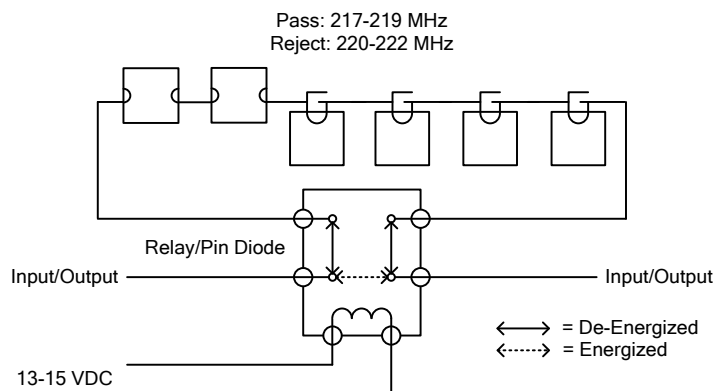 Pass: 217-219 MHz
Reject: 220-222 MHz
Relay/Pin Diode
Input/Output
Input/Output
= De-Energized
= Energized
13-15 VDC